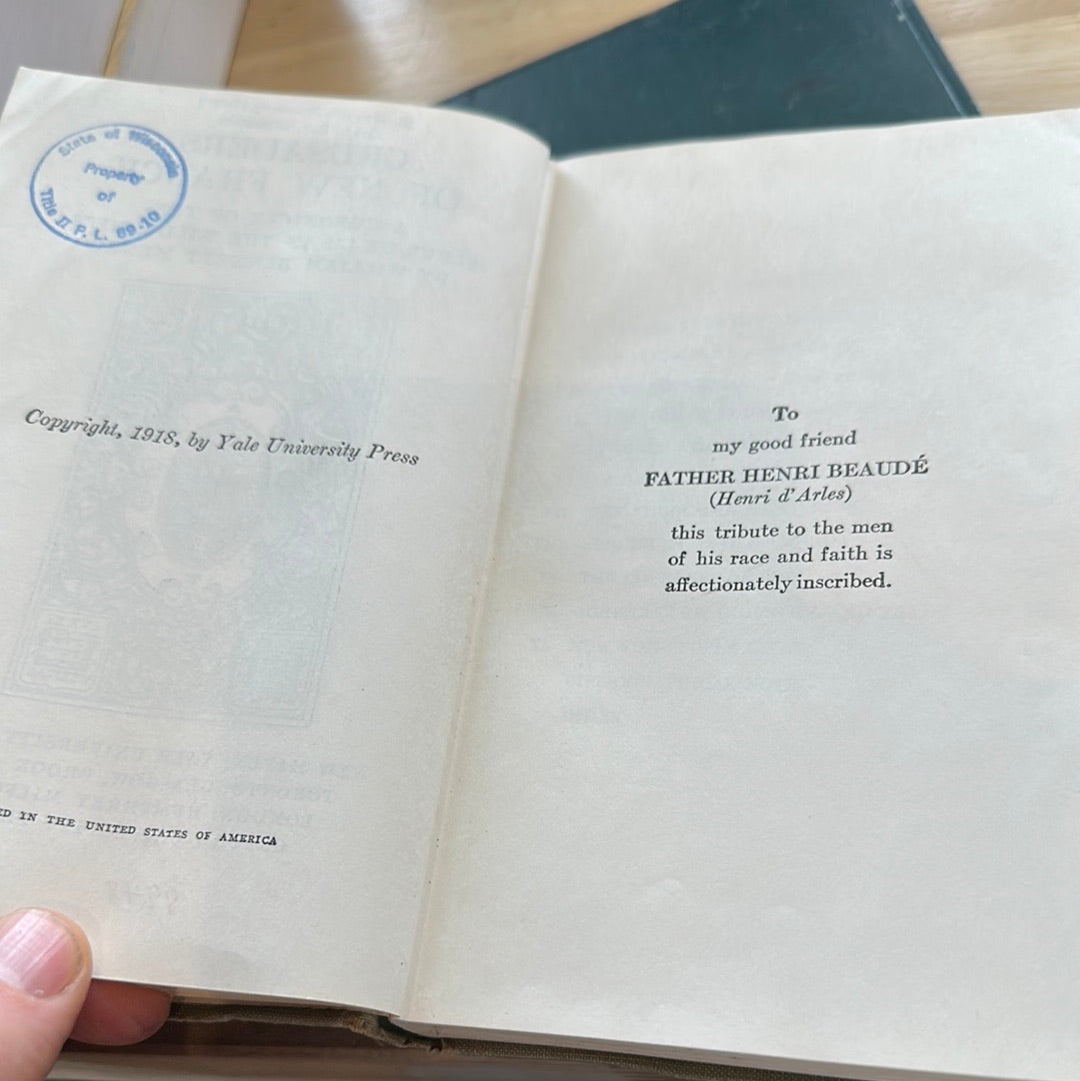 State of Wisconsin
Property
of
Title II P. L. 89-10
Copyright, 1918, by Yale University Press
IN THE UNITED STATES OF AMERICA
To
my good friend
FATHER HENRI BEAUDÉ
(Henri d'Arles)
this tribute to the men
of his race and faith is
affectionately inscribed.